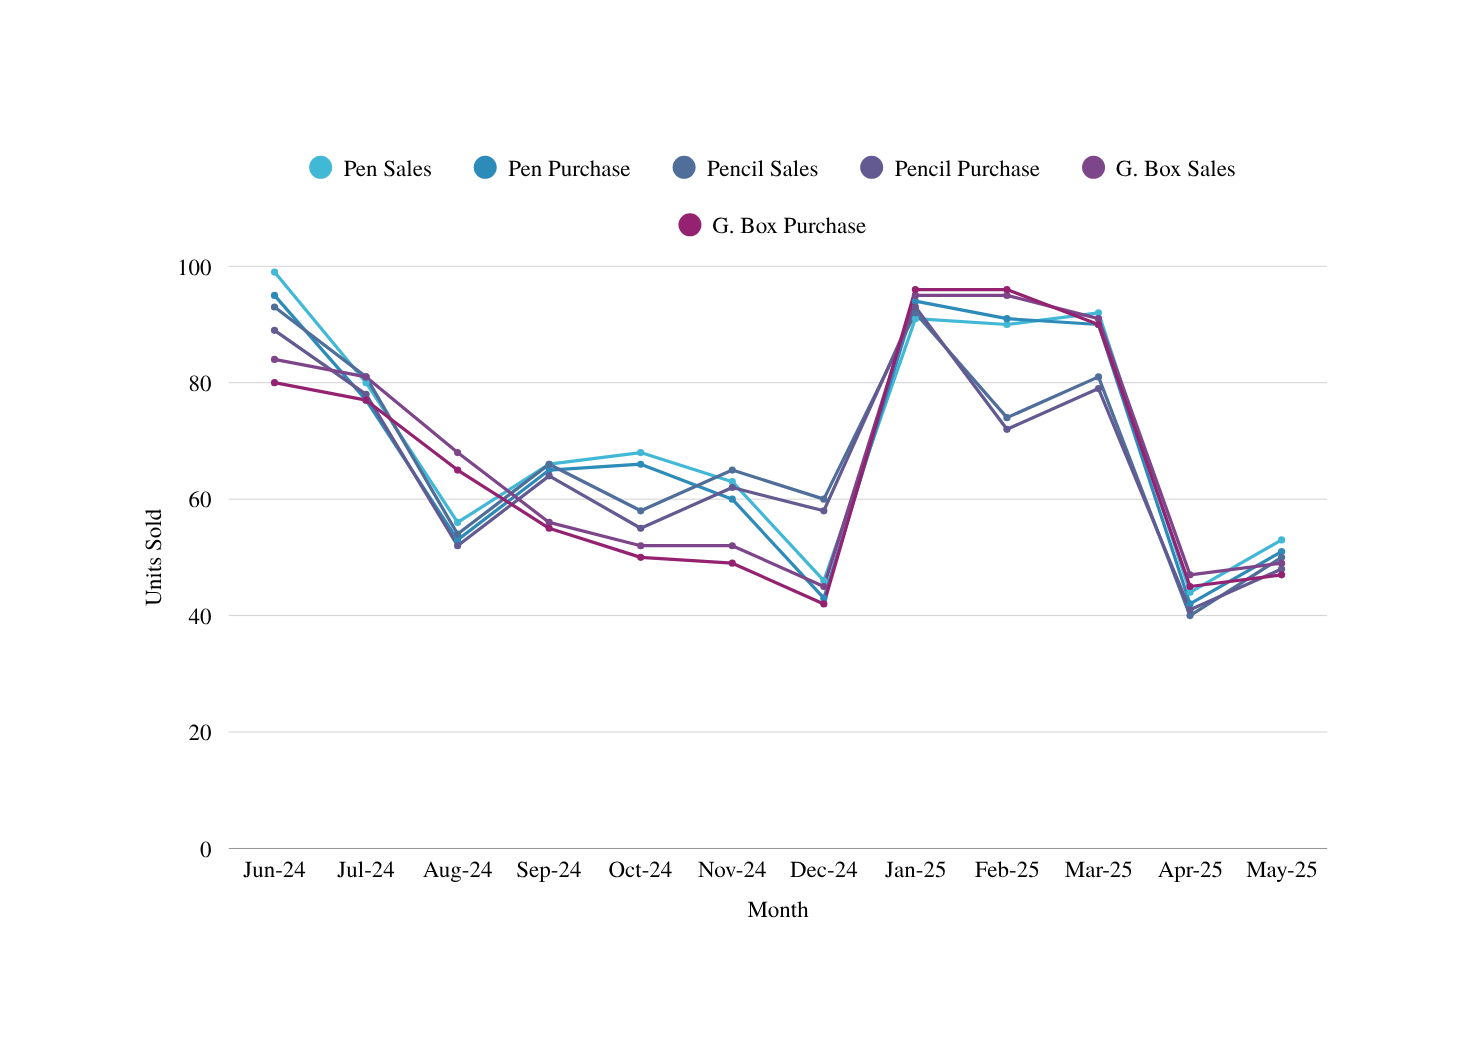 Pen Sales Pen Purchase Pencil Sales Pencil Purchase G. Box Sales
G. Box Purchase
100
80
60
40
20
0
Units Sold
Jun-24 Jul-24 Aug-24 Sep-24 Oct-24 Nov-24 Dec-24 Jan-25 Feb-25 Mar-25 Apr-25 May-25
Month